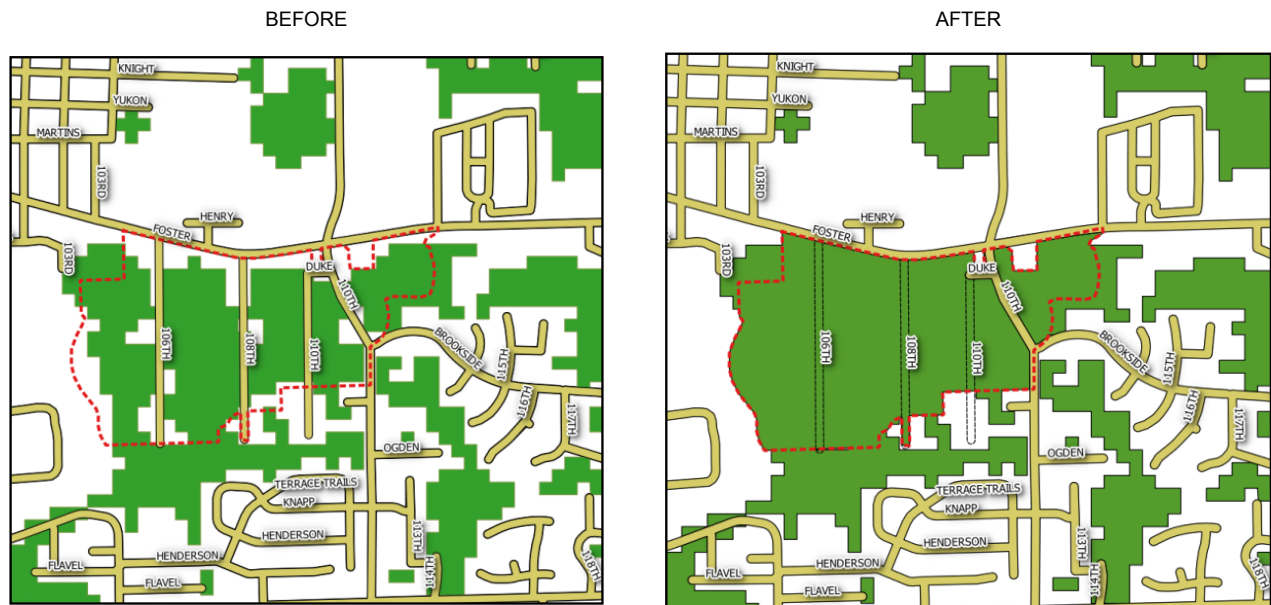 BEFORE
KNIGHT
YUKON
MARTINS
103RD
HENRY
FOSTER
103RD
DUKE
110TH
106TH
108TH
110TH
BROOKSIDE
115TH
116TH
117TH
OGDEN
TERRACE TRAILS
KNAPP
113TH
HENDERSON
HENDERSON
118TH
FLAVEL
114TH
FLAVEL
AFTER
KNIGHT
YUKON
MARTINS
103RD
HENRY
FOSTER
103RD
DUKE
110TH
106TH
108TH
110TH
BROOKSIDE
115TH
116TH
117TH
OGDEN
TERRACE TRAILS
KNAPP
113TH
HENDERSON
HENDERSON
118TH
FLAVEL
114TH
FLAVEL